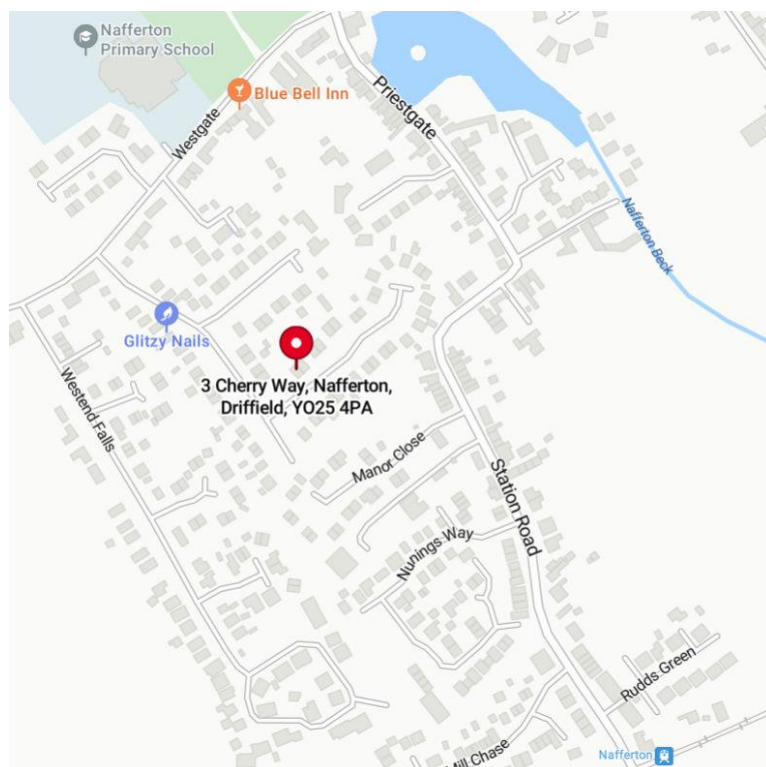 Nafferton
Primary School
Blue Bell Inn
Priestgate
Westgate
Nafferton Beck
Glitzy Nails
3 Cherry Way, Nafferton,
Driffield, YO25 4PA
Westend Falls
Manor Close
Station Road
Nunings Way
Rudds Green
Mill Chase
Nafferton